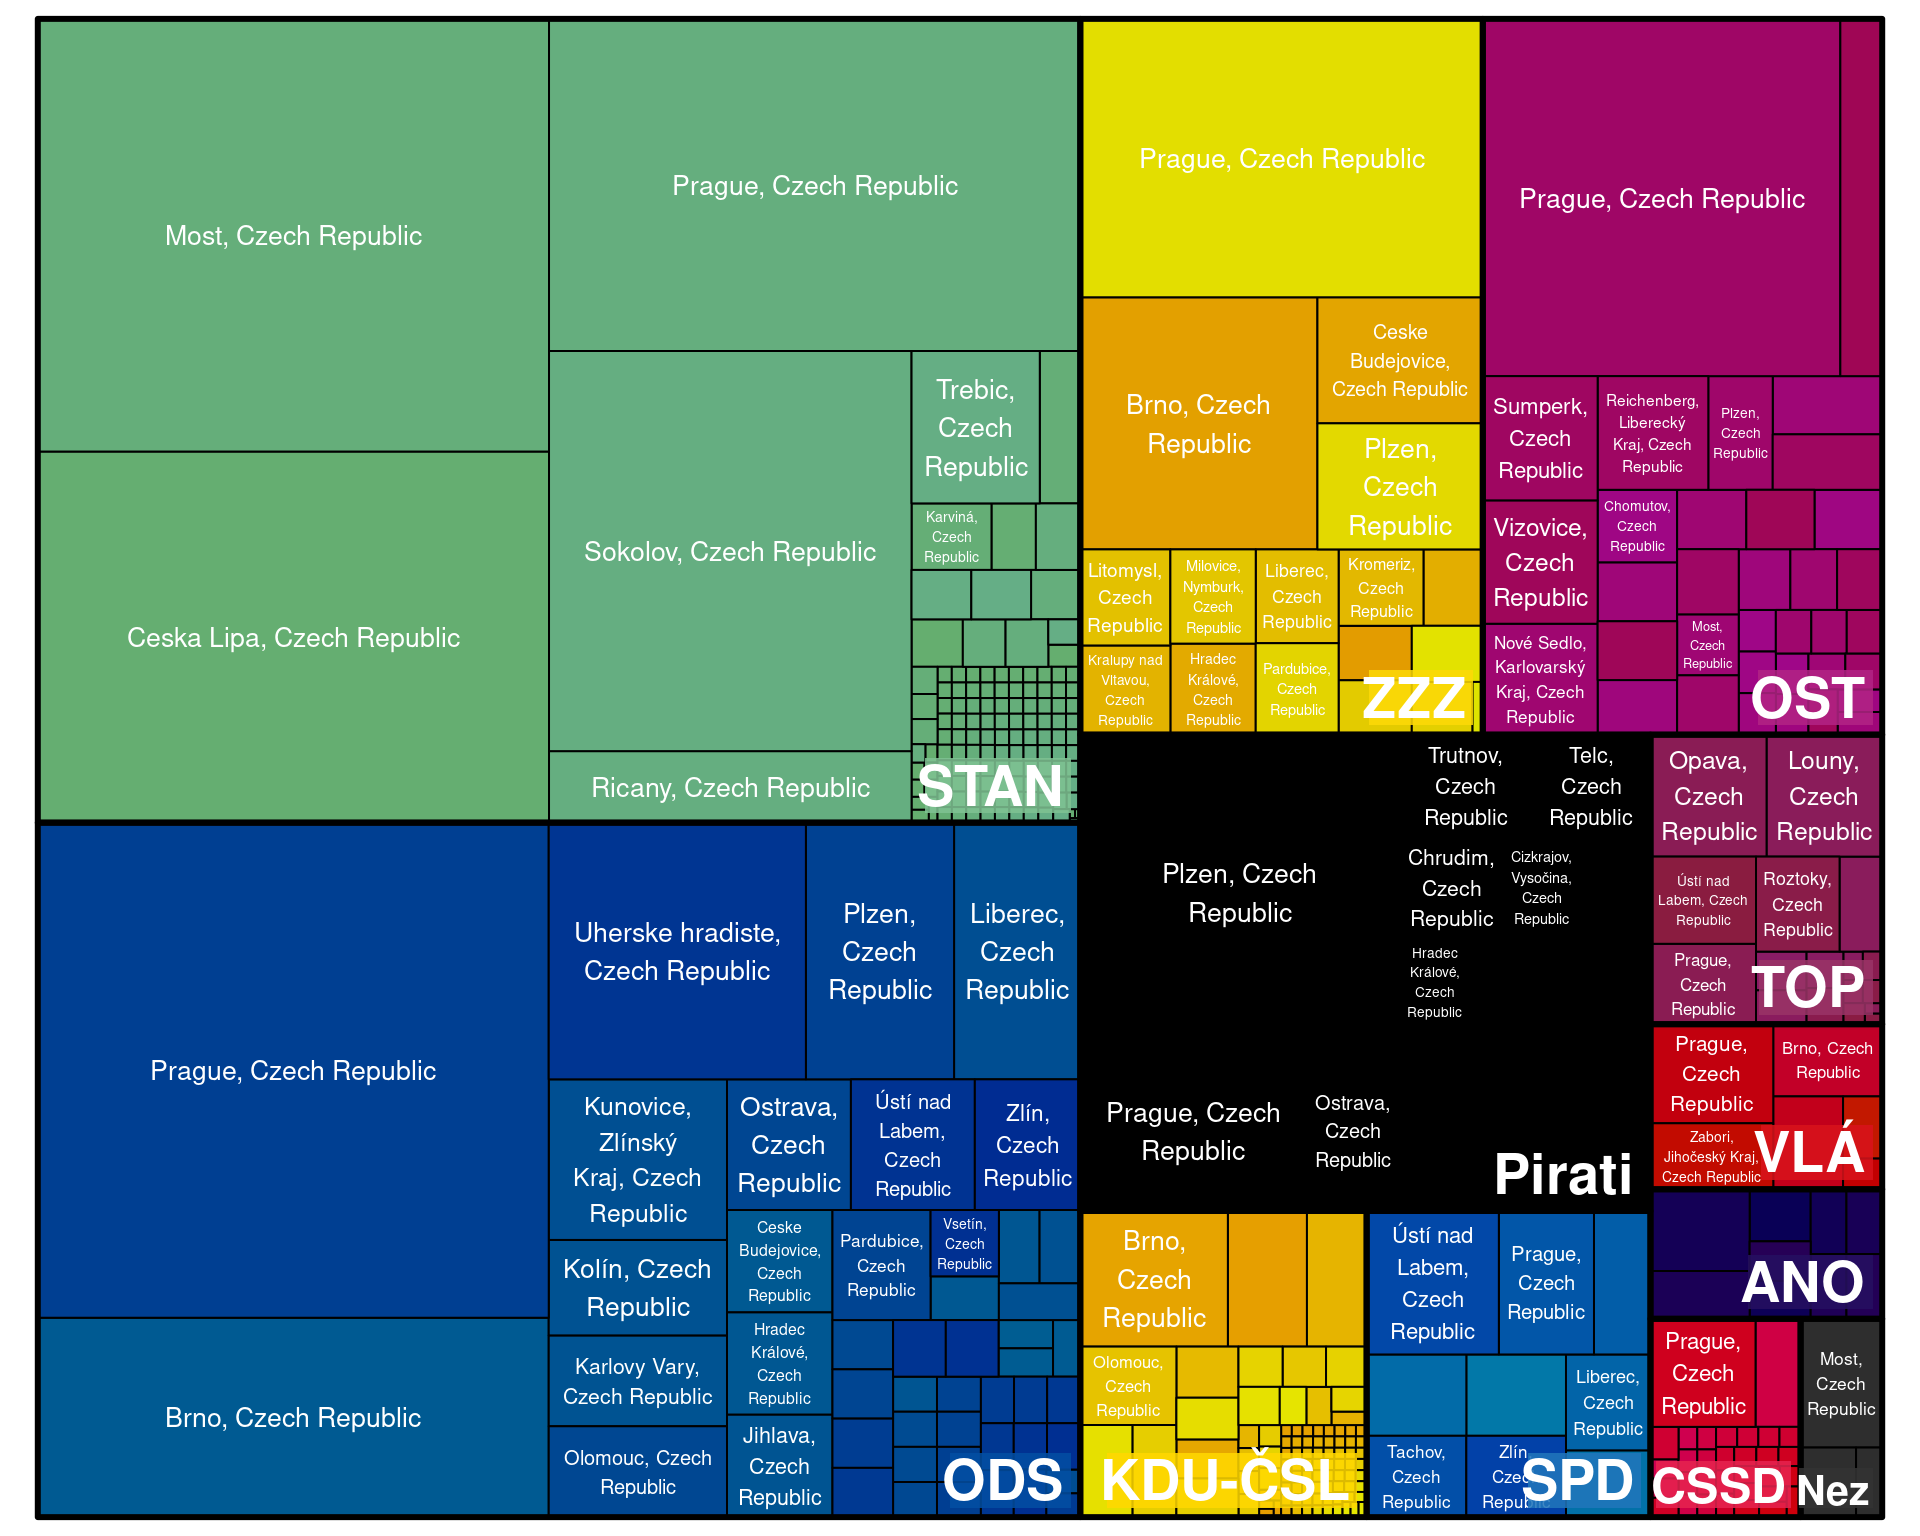 Most, Czech Republic
Ceska Lipa, Czech Republic
Prague, Czech Republic
Sokolov, Czech Republic
Ricany, Czech Republic
Trebic,
Czech
Republic
Karviná,
Czech
Republic
STAN
Prague, Czech Republic
Brno, Czech
Republic
Ceske
Budejovice,
Czech Republic
Plzen,
Czech
Republic
Litomysl,
Czech
Republic
Milovice,
Nymburk,
Czech
Republic
Liberec,
Czech
Republic
Kromeriz,
Czech
Republic
Kralupy nad
Vltavou,
Czech
Republic
Hradec
Králové,
Czech
Republic
Pardubice,
Czech
Republic
ZZZ
Prague, Czech Republic
Sumperk,
Czech
Republic
Reichenberg,
Liberecký
Kraj, Czech
Republic
Plzen,
Czech
Republic
Vizovice,
Czech
Republic
Chomutov,
Czech
Republic
Nové Sedlo,
Karlovarský
Kraj, Czech
Republic
Most,
Czech
Republic
OST
Prague, Czech Republic
Brno, Czech Republic
Uherske hradiste,
Czech Republic
Plzen,
Czech
Republic
Liberec,
Czech
Republic
Kunovice,
Zlínský
Kraj, Czech
Republic
Ostrava,
Czech
Republic
Ústí nad
Labem,
Czech
Republic
Zlín,
Czech
Republic
Kolín, Czech
Republic
Karlovy Vary,
Czech Republic
Olomouc, Czech
Republic
Ceske
Budejovice,
Czech
Republic
Hradec
Králové,
Czech
Republic
Jihlava,
Czech
Republic
Pardubice,
Czech
Republic
Vsetín,
Czech
Republic
ODS
Plzen, Czech
Republic
Prague, Czech
Republic
Trutnov,
Czech
Republic
Telc,
Czech
Republic
Chrudim,
Czech
Republic
Cizkrajov,
Vysočina,
Czech
Republic
Hradec
Králové,
Czech
Republic
Ostrava,
Czech
Republic
Pirati
Opava,
Czech
Republic
Louny,
Czech
Republic
Ústí nad
Labem, Czech
Republic
Roztoky,
Czech
Republic
Prague,
Czech
Republic
TOP
Prague,
Czech
Republic
Brno, Czech
Republic
Zabori,
Jihočeský Kraj,
Czech Republic
VLÁ
ANO
Brno,
Czech
Republic
Olomouc,
Czech
Republic
KDU-ČSL
Ústí nad
Labem,
Czech
Republic
Prague,
Czech
Republic
Liberec,
Czech
Republic
Tachov,
Czech
Republic
Zlín
SPD
Prague,
Czech
Republic
CSSD
Most,
Czech
Republic
Nez